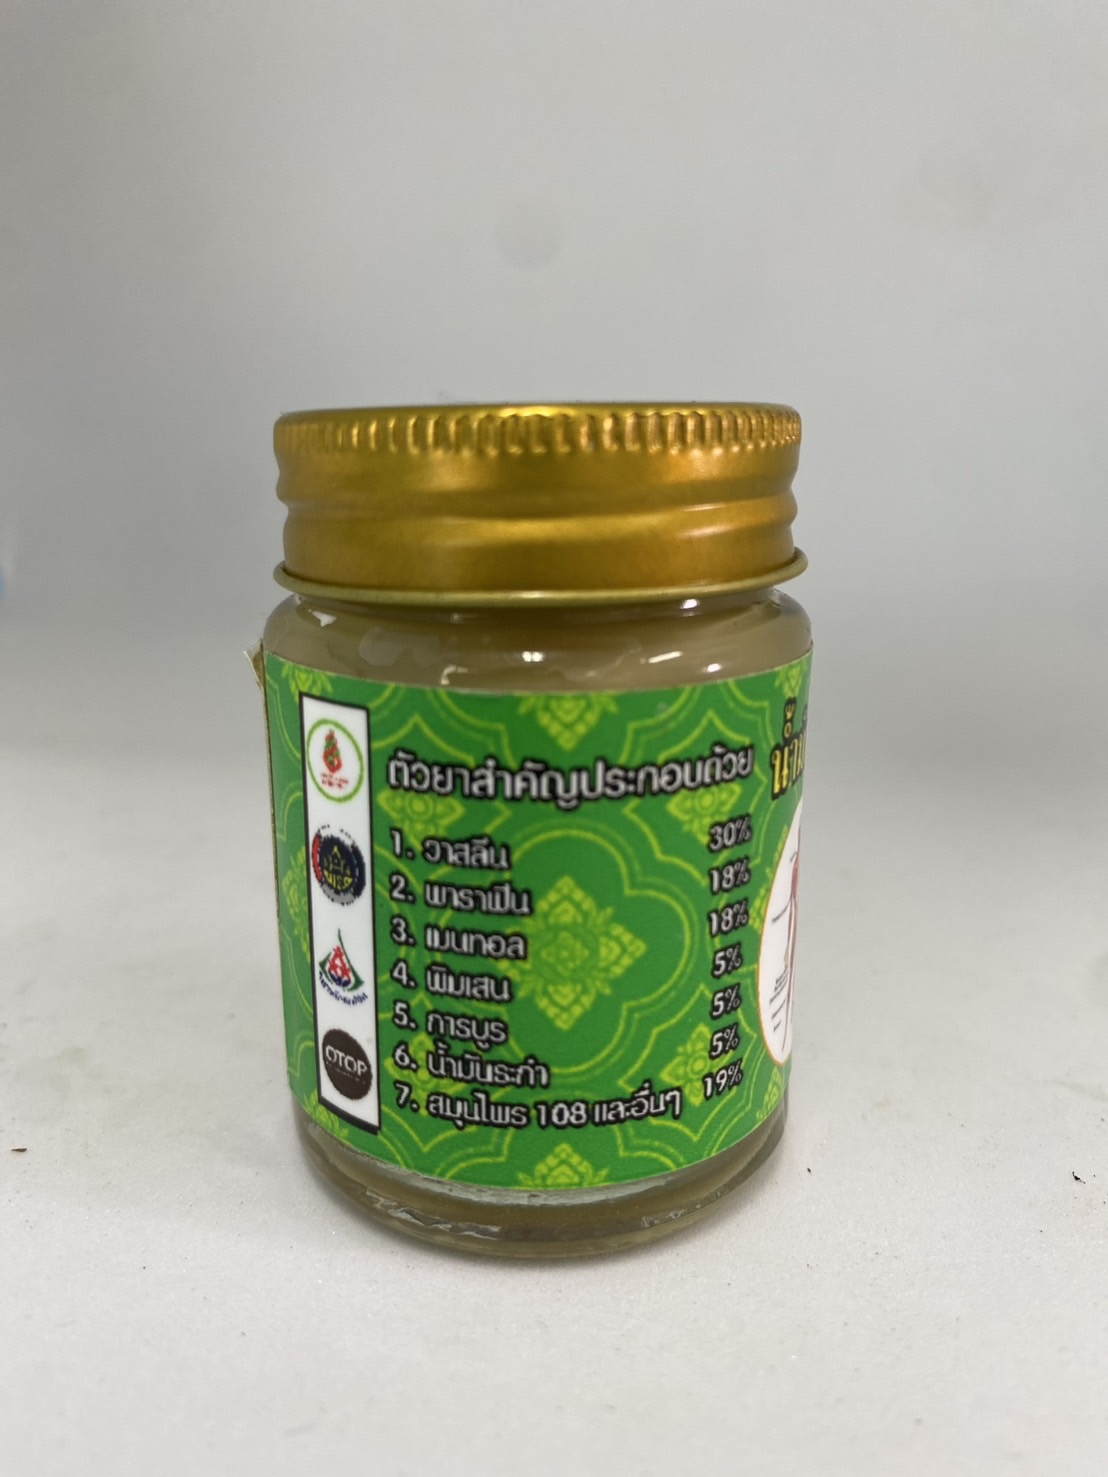 ตัวยาสำคัญประกอบด้วย
1. วาสลีน 30%
2. พาราฟีน 18%
3. เมนทอล 18%
4. พิมเสน 5%
5. การบูร 5%
6. น้ำมันระกำ 5%
7. สมุนไพร 108 และอื่นๆ 19%
OTOP